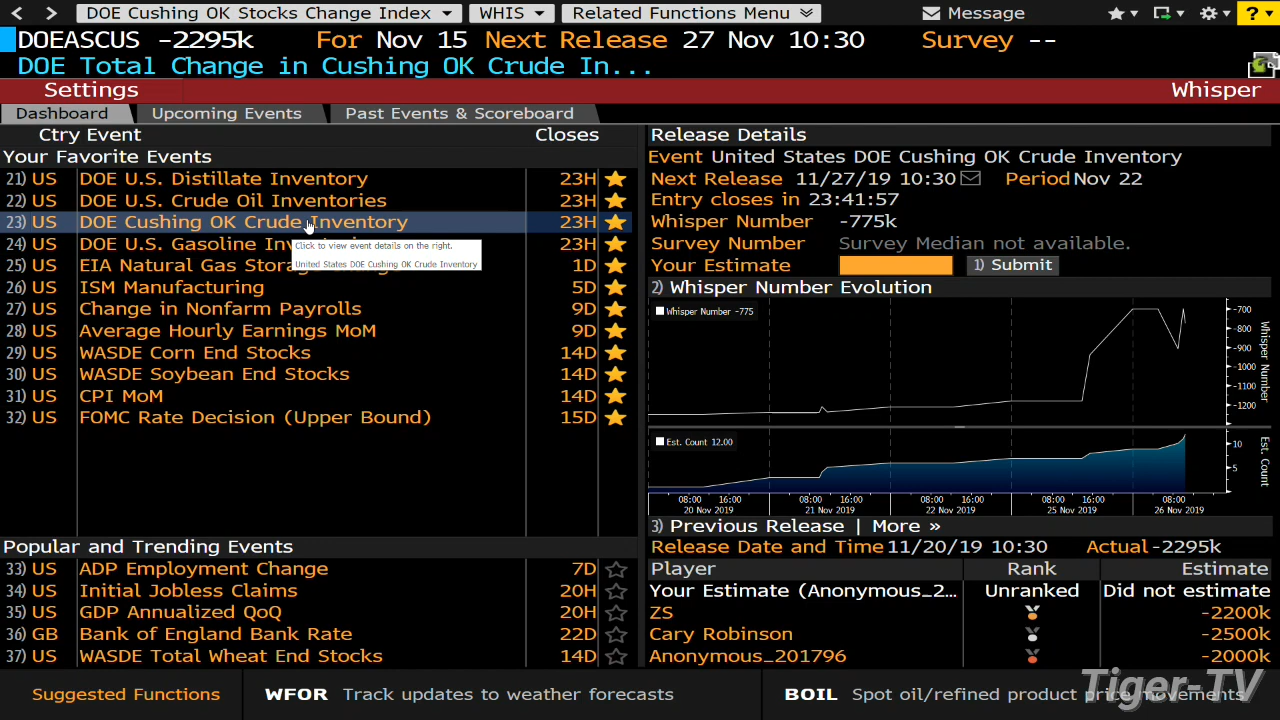 DOE Cushing OK Stocks Change Index WHIS Related Functions Menu Message ?
DOEASCUS -2295k For Nov 15 Next Release 27 Nov 10:30 Survey --
DOE Total Change in Cushing OK Crude In...
Settings Whisper
Dashboard Upcoming Events Past Events & Scoreboard
Ctry Event Closes
Your Favorite Events
21) US DOE U.S. Distillate Inventory 23H
22) US DOE U.S. Crude Oil Inventories 23H
23) US DOE Cushing OK Crude Inventory 23H
24) US DOE U.S. Gasoline 23H
Click to view event details on the right.
United States DOE Cushing OK Crude Inventory
25) US EIA Natural Gas 1D
26) US ISM Manufacturing 5D
27) US Change in Nonfarm Payrolls 9D
28) US Average Hourly Earnings MoM 9D
29) US WASDE Corn End Stocks 14D
30) US WASDE Soybean End Stocks 14D
31) US CPI MoM 14D
32) US FOMC Rate Decision (Upper Bound) 15D
Popular and Trending Events
33) US ADP Employment Change 7D
34) US Initial Jobless Claims 20H
35) US GDP Annualized QoQ 20H
36) GB Bank of England Bank Rate 22D
37) US WASDE Total Wheat End Stocks 14D
Release Details
Event United States DOE Cushing OK Crude Inventory
Next Release 11/27/19 10:30 Period Nov 22
Entry closes in 23:41:57
Whisper Number -775k
Survey Number Survey Median not available.
Your Estimate 1) Submit
2) Whisper Number Evolution
Whisper Number -775
-700
-800
-900
-1000
-1100
-1200
Whisper Number
Est. Count 12.00
10
5
Est. Count
08:00 16:00 08:00 16:00 08:00 16:00 08:00 16:00 08:00
20 Nov 2019 21 Nov 2019 22 Nov 2019 25 Nov 2019 26 Nov 2019
3) Previous Release | More »
Release Date and Time 11/20/19 10:30 Actual -2295k
Player Rank Estimate
Your Estimate (Anonymous_2... Unranked Did not estimate
ZS -2200k
Cary Robinson -2500k
Anonymous_201796 -2000k
Suggested Functions WFOR Track updates to weather forecasts BOIL Spot oil/refined product price movements
Tiger-TV